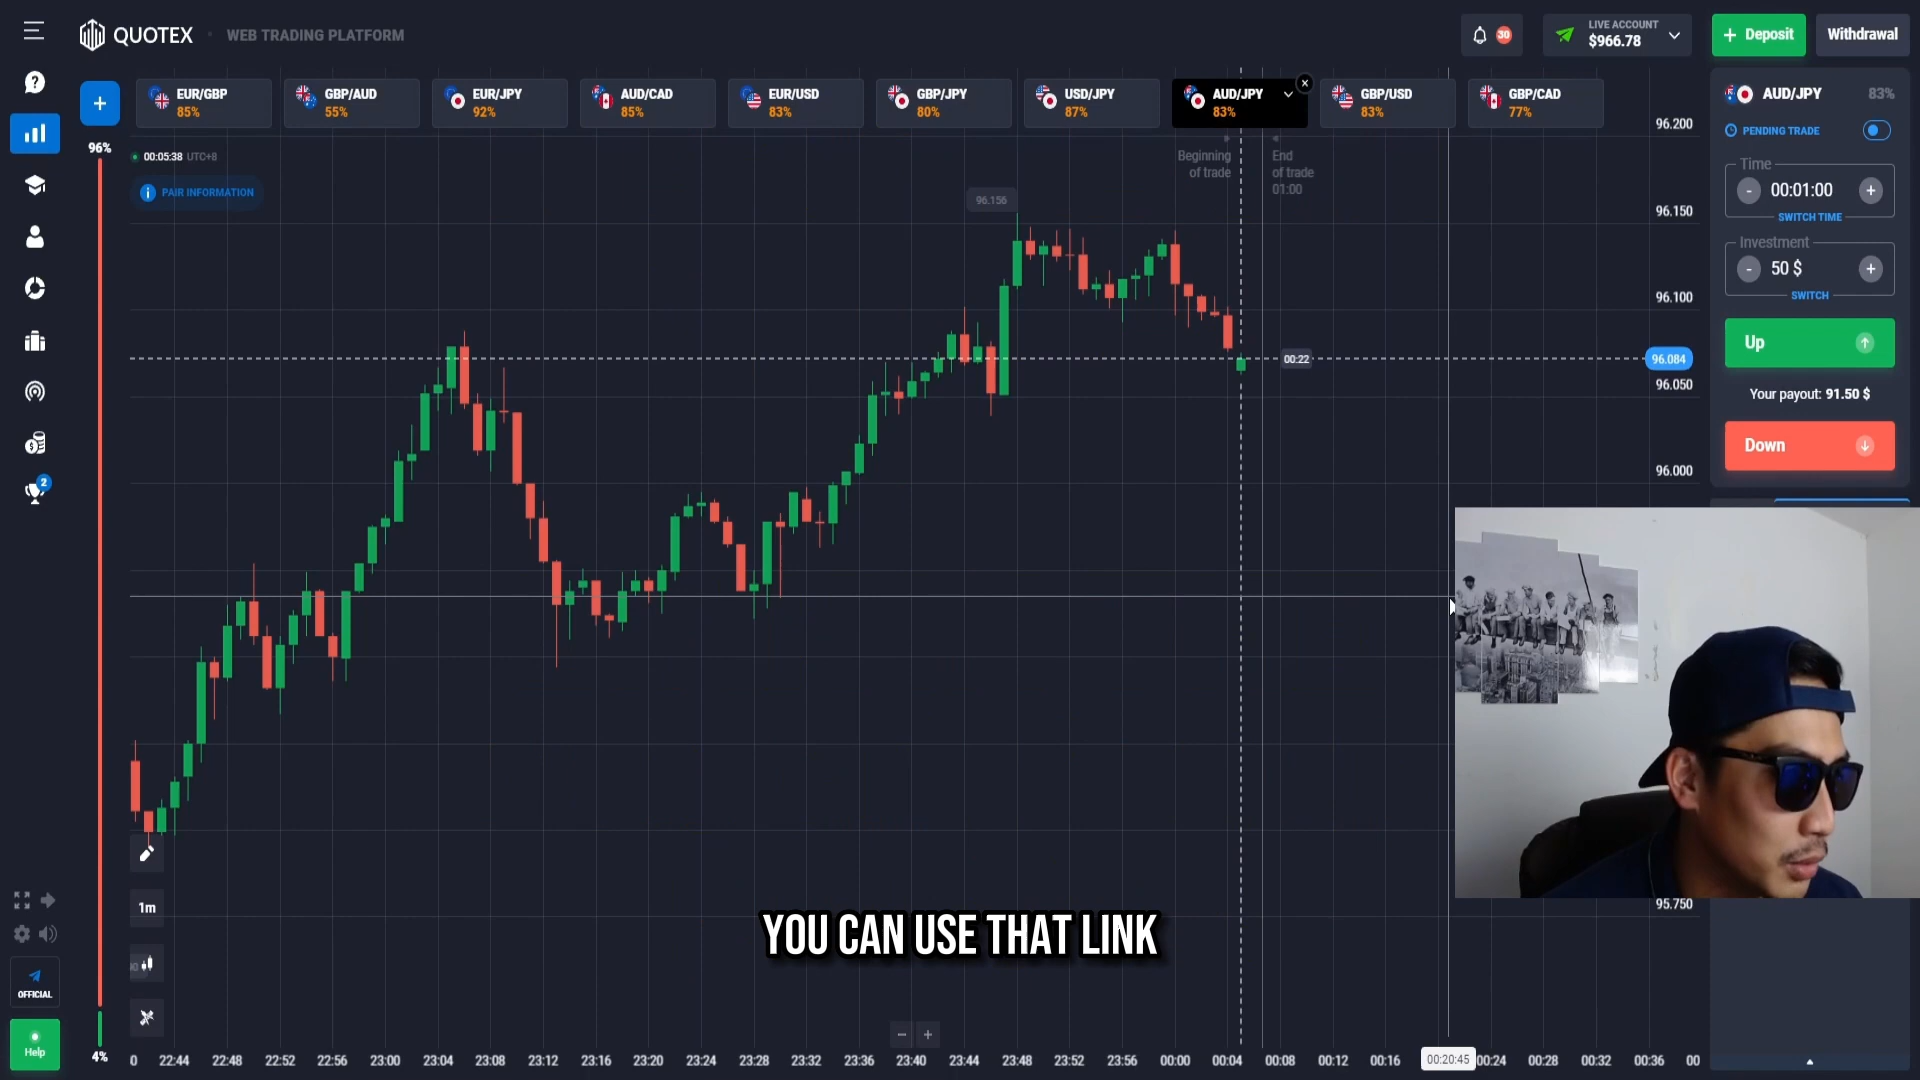 QUOTEX
WEB TRADING PLATFORM
30
LIVE ACCOUNT
$966.78
+ Deposit
Withdrawal
+
EUR/GBP
85%
GBP/AUD
55%
EUR/JPY
92%
AUD/CAD
85%
EUR/USD
83%
GBP/JPY
80%
USD/JPY
87%
AUD/JPY
83%
GBP/USD
83%
GBP/CAD
77%
AUD/JPY 83%
PENDING TRADE
Time
- 00:01:00 +
SWITCH TIME
Investment
- 50 $ +
SWITCH
Up
Your payout: 91.50 $
Down
96%
00:05:38 UTC+8
PAIR INFORMATION
Beginning
of trade
End
of trade
01:00
96.156
00:22
96.200
96.150
96.100
96.084
96.050
96.000
95.750
2
1m
YOU CAN USE THAT LINK
OFFICIAL
Help
4%
- +
0 22:44 22:48 22:52 22:56 23:00 23:04 23:08 23:12 23:16 23:20 23:24 23:28 23:32 23:36 23:40 23:44 23:48 23:52 23:56 00:00 00:04 00:08 00:12 00:16 00:20:45 00:24 00:28 00:32 00:36 00